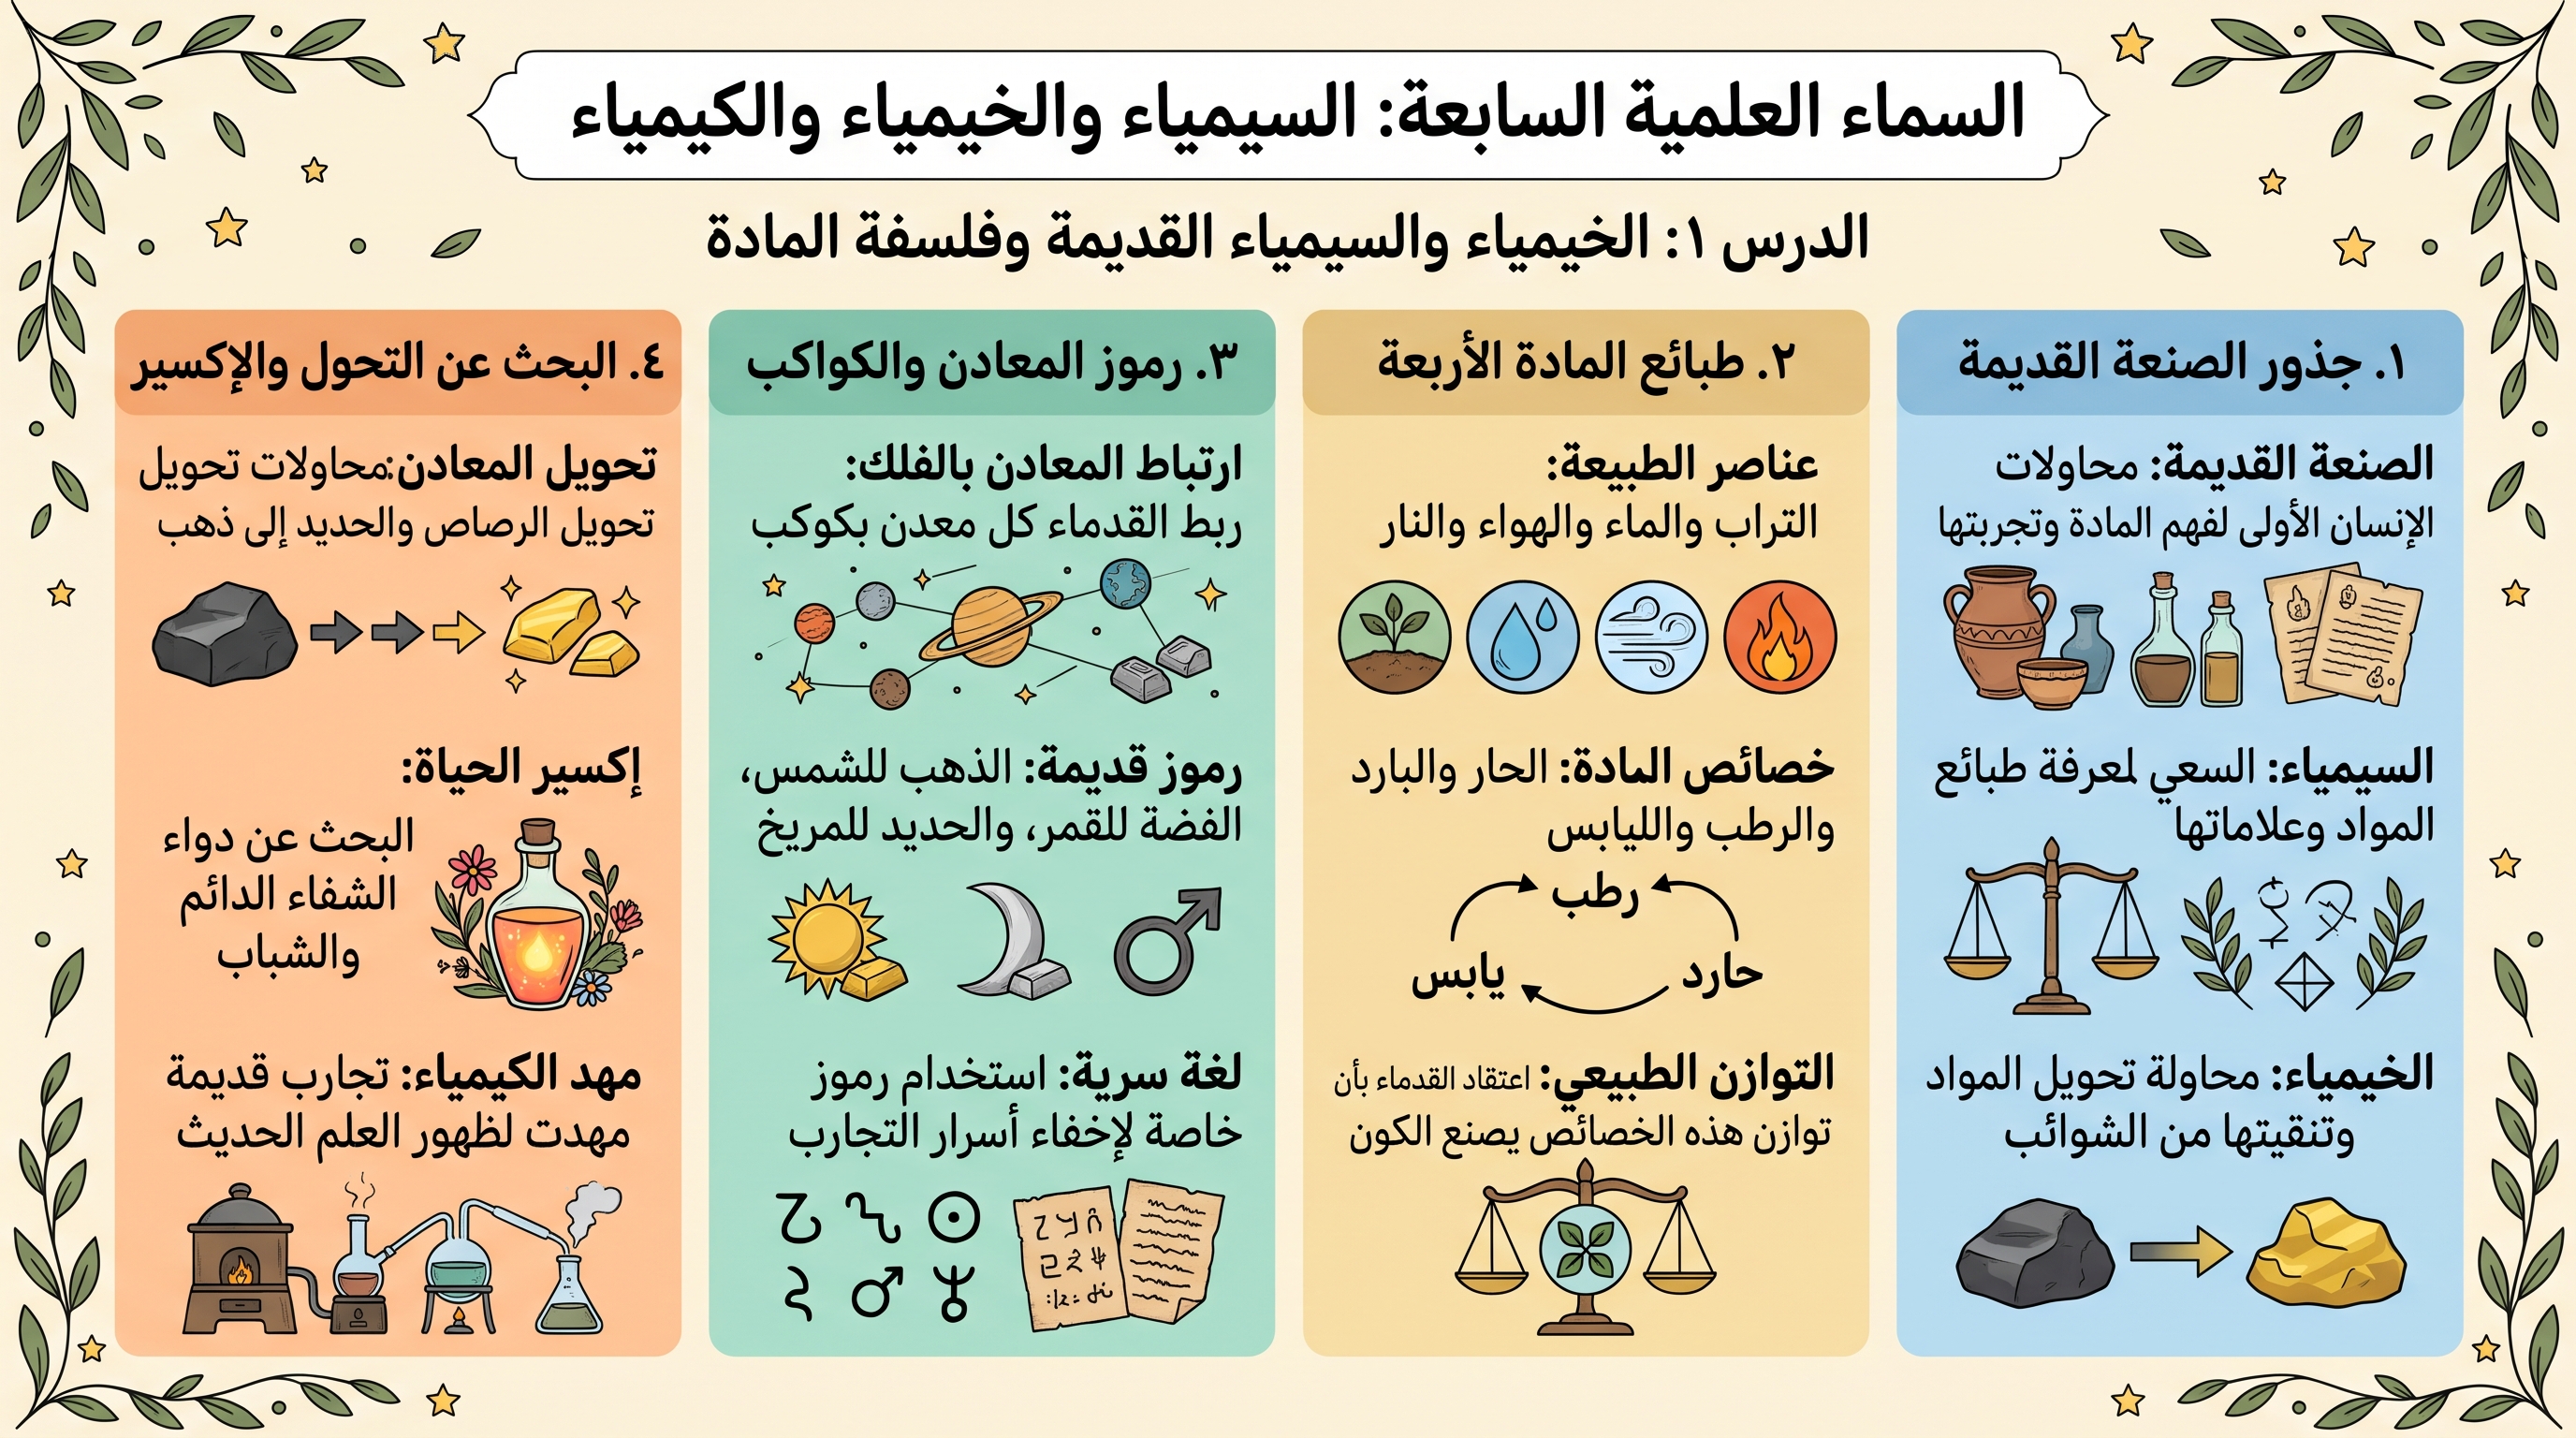 السماء العلمية السابعة: السيمياء والخيمياء والكيمياء
الدرس ١: الخيمياء والسيمياء القديمة وفلسفة المادة
١. جذور الصنعة القديمة
الصنعة القديمة: محاولات
الإنسان الأولى لفهم المادة وتجربتها
السيمياء: السعي لمعرفة طبائع
المواد وعلاماتها
الخيمياء: محاولة تحويل المواد
وتنقيتها من الشوائب
٢. طبائع المادة الأربعة
عناصر الطبيعة:
التراب والماء والهواء والنار
خصائص المادة: الحار والبارد
والرطب والليابس
رطب
حارد
يابس
التوازن الطبيعي: اعتقاد القدماء بأن
توازن هذه الخصائص يصنع الكون
٣. رموز المعادن والكواكب
ارتباط المعادن بالفلك:
ربط القدماء كل معدن بكوكب
رموز قديمة: الذهب للشمس،
الفضة للقمر، والحديد للمريخ
لغة سرية: استخدام رموز
خاصة لإخفاء أسرار التجارب
٤. البحث عن التحول والإكسير
تحويل المعادن: محاولات تحويل
تحويل الرصاص والحديد إلى ذهب
إكسير الحياة:
البحث عن دواء
الشفاء الدائم
والشباب
مهد الكيمياء: تجارب قديمة
مهدت لظهور العلم الحديث